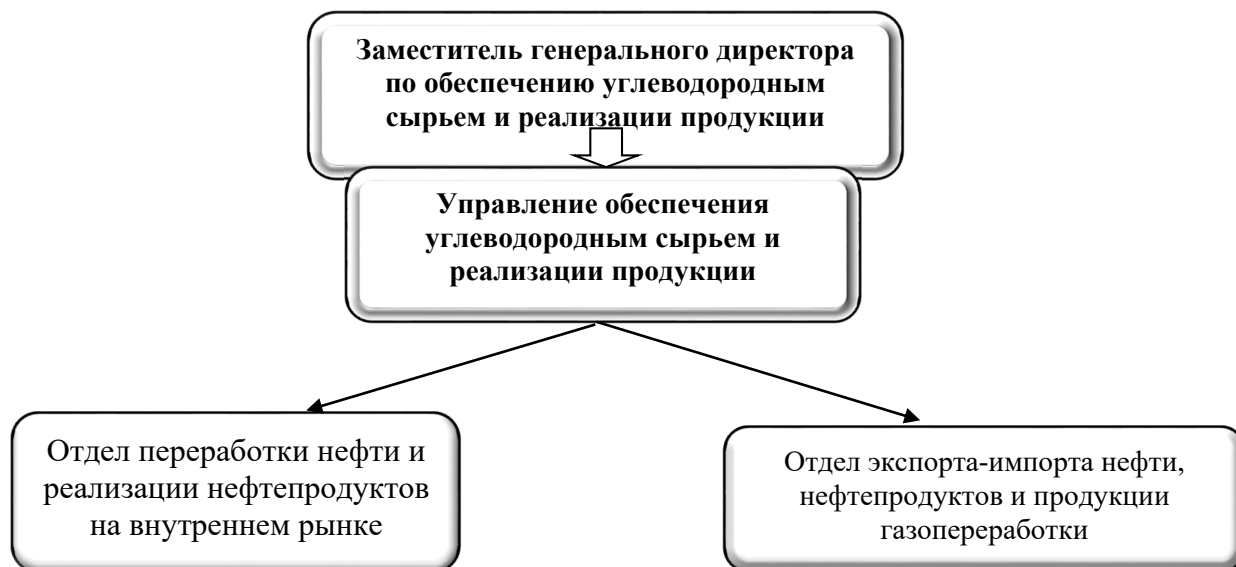 Заместитель генерального директора
по обеспечению углеводородным
сырьем и реализации продукции
Управление обеспечения
углеводородным сырьем и
реализации продукции
Отдел переработки нефти и
реализации нефтепродуктов
на внутреннем рынке
Отдел экспорта-импорта нефти,
нефтепродуктов и продукции
газопереработки